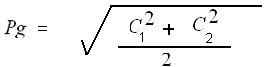 Pg = √((C₁² + C₂²)/2)